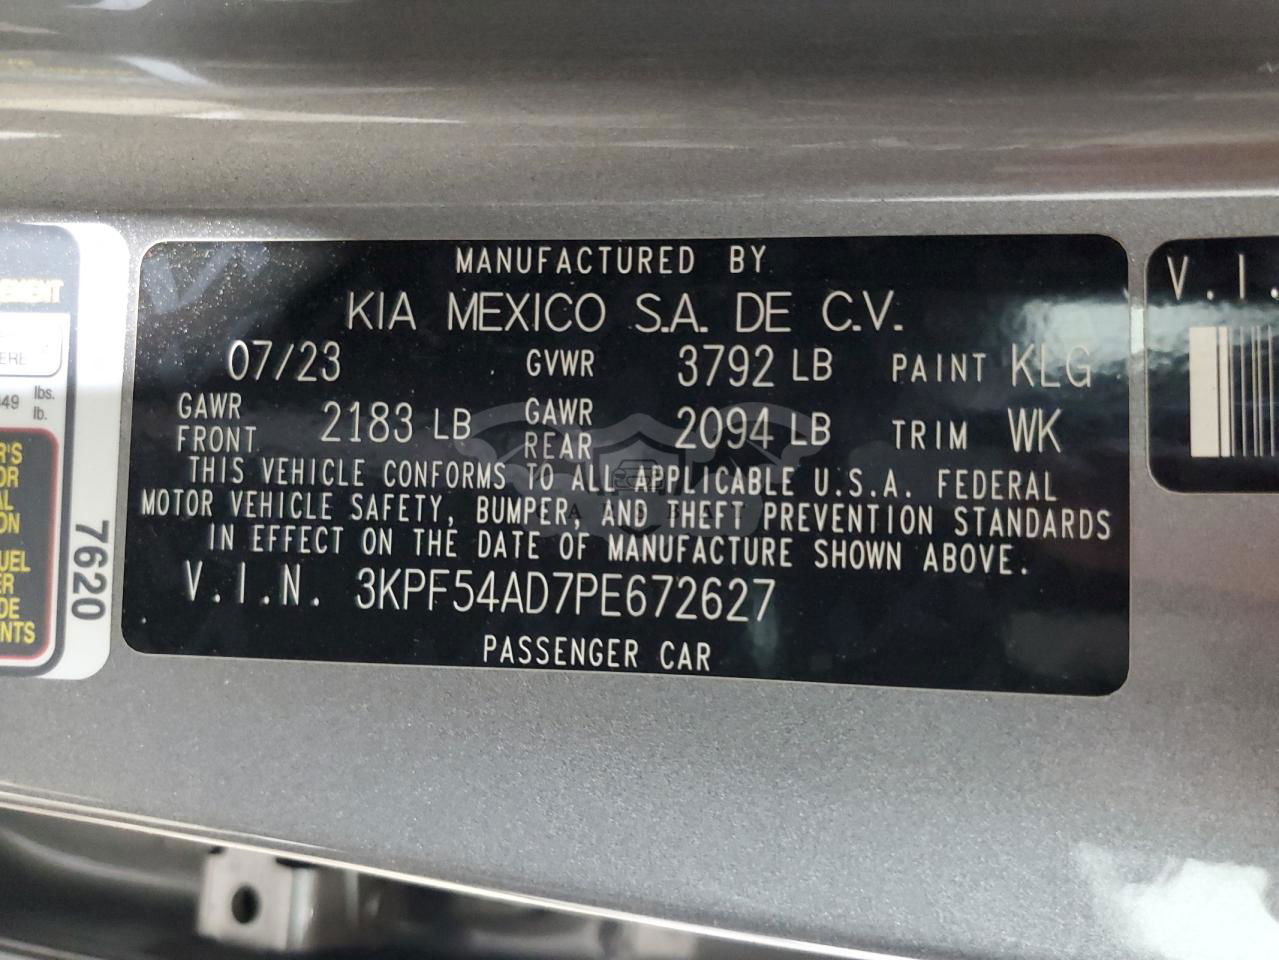 MANUFACTURED BY
KIA MEXICO S.A. DE C.V.
07/23 GVWR 3792 LB PAINT KLG
GAWR FRONT 2183 LB GAWR REAR 2094 LB TRIM WK
THIS VEHICLE CONFORMS TO ALL APPLICABLE U.S.A. FEDERAL
MOTOR VEHICLE SAFETY, BUMPER, AND THEFT PREVENTION STANDARDS
IN EFFECT ON THE DATE OF MANUFACTURE SHOWN ABOVE.
V.I.N. 3KPF54AD7PE672627
PASSENGER CAR
7620
lbs.
lb.
V.I.